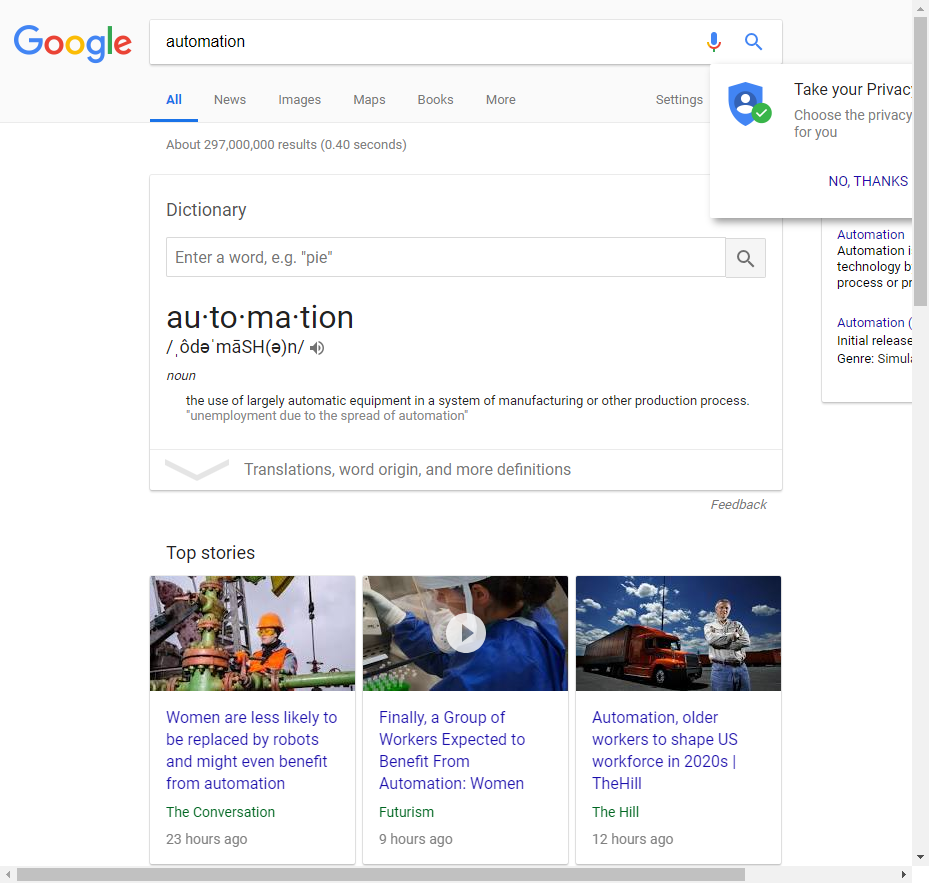 Google
automation
All News Images Maps Books More Settings
Take your Privacy
Choose the privacy
for you
NO, THANKS
About 297,000,000 results (0.40 seconds)
Dictionary
Enter a word, e.g. "pie"
au·to·ma·tion
/ˌôdəˈmāSH(ə)n/
noun
the use of largely automatic equipment in a system of manufacturing or other production process.
"unemployment due to the spread of automation"
Translations, word origin, and more definitions
Feedback
Automation
Automation i
technology b
process or pr
Automation (
Initial release
Genre: Simula
Top stories
Women are less likely to
be replaced by robots
and might even benefit
from automation
The Conversation
23 hours ago
Finally, a Group of
Workers Expected to
Benefit From
Automation: Women
Futurism
9 hours ago
Automation, older
workers to shape US
workforce in 2020s |
TheHill
The Hill
12 hours ago